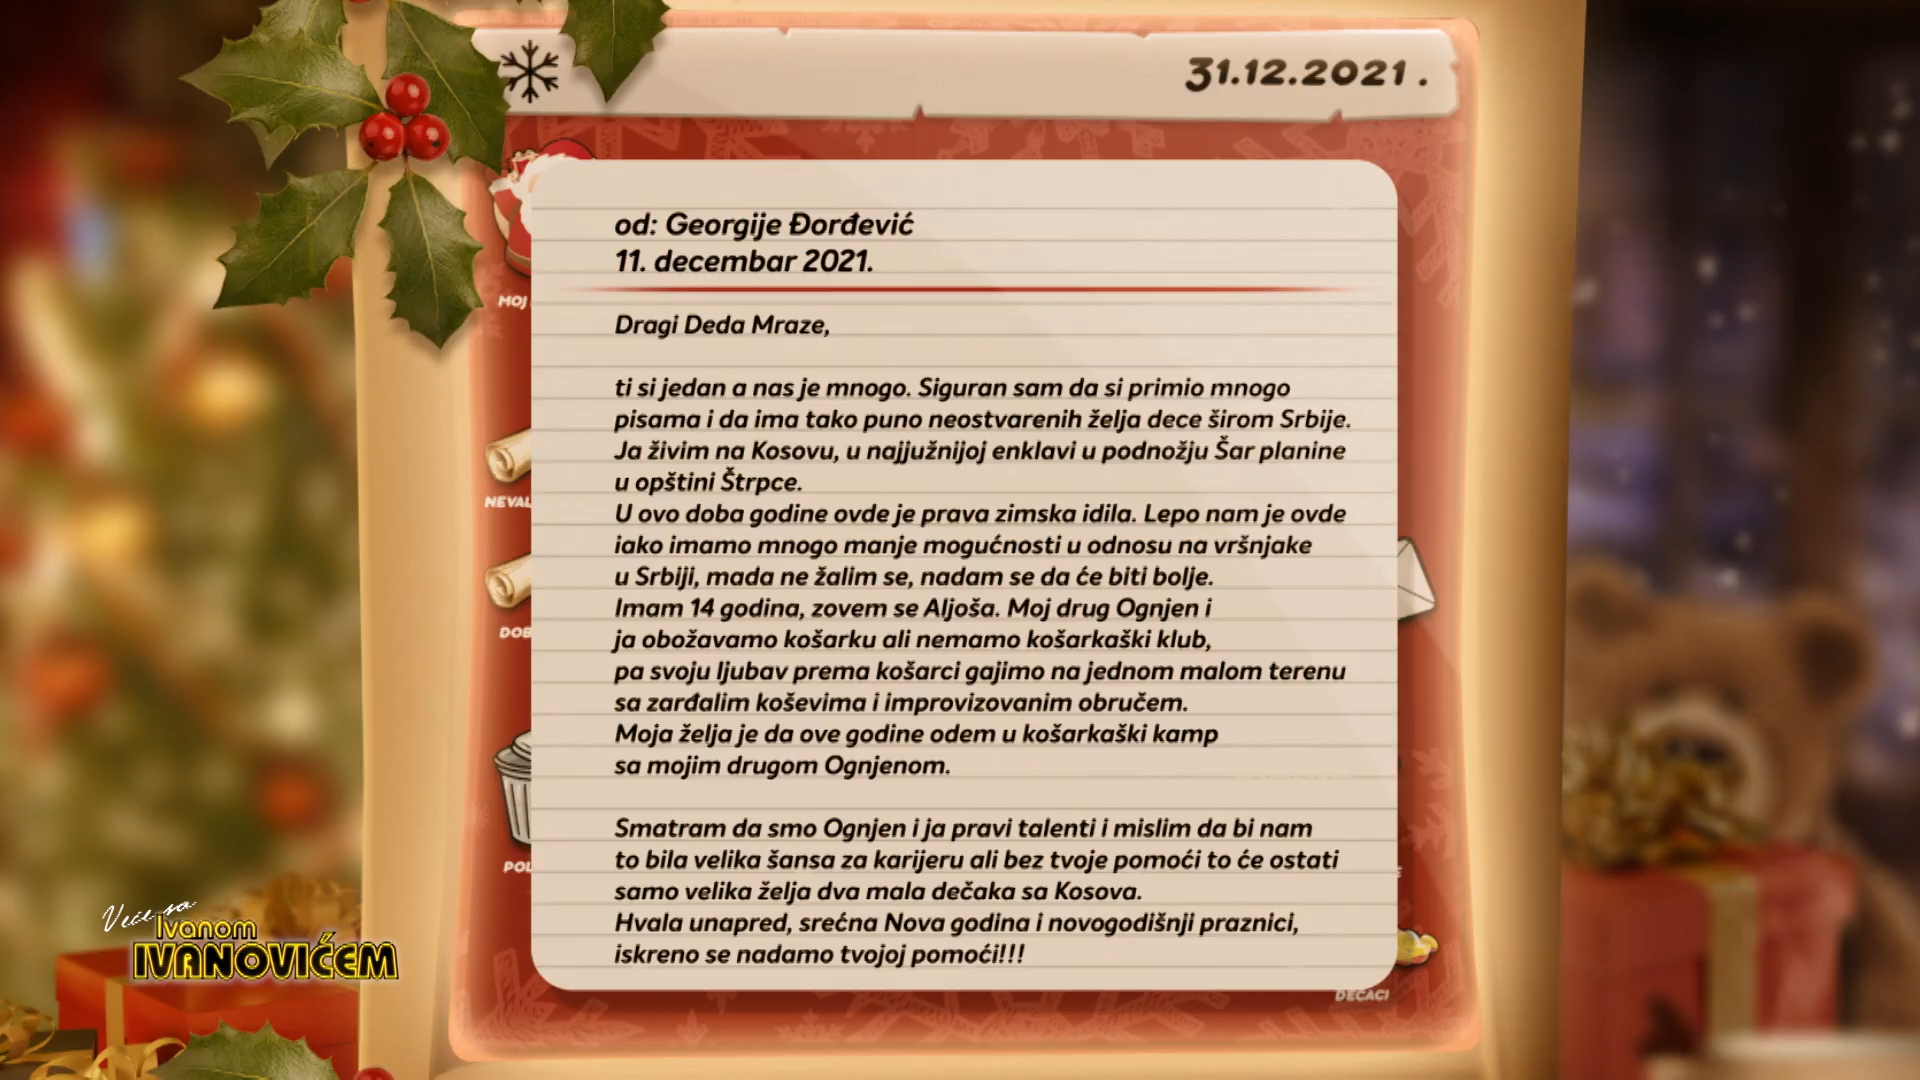 31.12.2021.
od: Georgije Đorđević
11. decembar 2021.
Dragi Deda Mraze,
ti si jedan a nas je mnogo. Siguran sam da si primio mnogo
pisama i da ima tako puno neostvarenih želja dece širom Srbije.
Ja živim na Kosovu, u najjužnijoj enklavi u podnožju Šar planine
u opštini Štrpce.
U ovo doba godine ovde je prava zimska idila. Lepo nam je ovde
iako imamo mnogo manje mogućnosti u odnosu na vršnjake
u Srbiji, mada ne žalim se, nadam se da će biti bolje.
Imam 14 godina, zovem se Aljoša. Moj drug Ognjen i
ja obožavamo košarku ali nemamo košarkaški klub,
pa svoju ljubav prema košarci gajimo na jednom malom terenu
sa zarđalim koševima i improvizovanim obručem.
Moja želja je da ove godine odem u košarkaški kamp
sa mojim drugom Ognjenom.
Smatram da smo Ognjen i ja pravi talenti i mislim da bi nam
to bila velika šansa za karijeru ali bez tvoje pomoći to će ostati
samo velika želja dva mala dečaka sa Kosova.
Hvala unapred, srećna Nova godina i novogodišnji praznici,
iskreno se nadamo tvojoj pomoći!!!
MOJ
NEVAL
DOB
POL
DECACI
Veče sa
Ivanom
IVANOVIĆEM